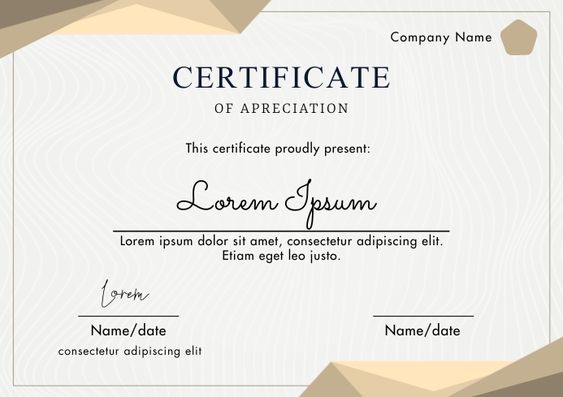 Company Name
CERTIFICATE
OF APRECIATION
This certificate proudly present:
Lorem Ipsum
Lorem ipsum dolor sit amet, consectetur adipiscing elit.
Etiam eget leo justo.
Lorem
Name/date
Name/date
consectetur adipiscing elit